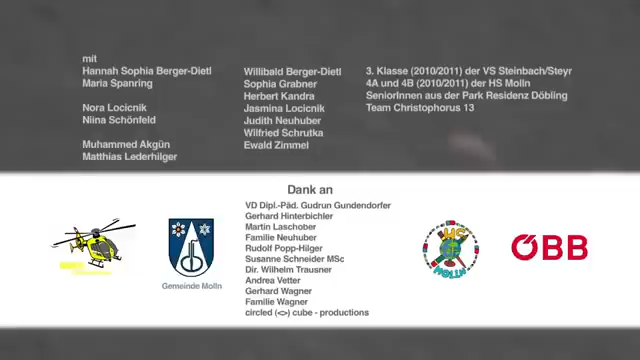 mit
Hannah Sophia Berger-Dietl
Maria Spanring
Nora Locicnik
Niina Schönfeld
Muhammed Akgün
Matthias Lederhilger
Willibald Berger-Dietl
Sophia Grabner
Herbert Kandra
Jasmina Locicnik
Judith Neuhuber
Wilfried Schrutka
Ewald Zimmel
3. Klasse (2010/2011) der VS Steinbach/Steyr
4A und 4B (2010/2011) der HS Molln
SeniorInnen aus der Park Residenz Döbling
Team Christophorus 13
Dank an
VD Dipl.-Päd. Gudrun Gundendorfer
Gerhard Hinterbichler
Martin Laschober
Familie Neuhuber
Rudolf Popp-Hilger
Susanne Schneider MSc
Dir. Wilhelm Trausner
Andrea Vetter
Gerhard Wagner
Familie Wagner
circled (<>) cube - productions
Gemeinde Molln
HS
MOLLN
ÖBB